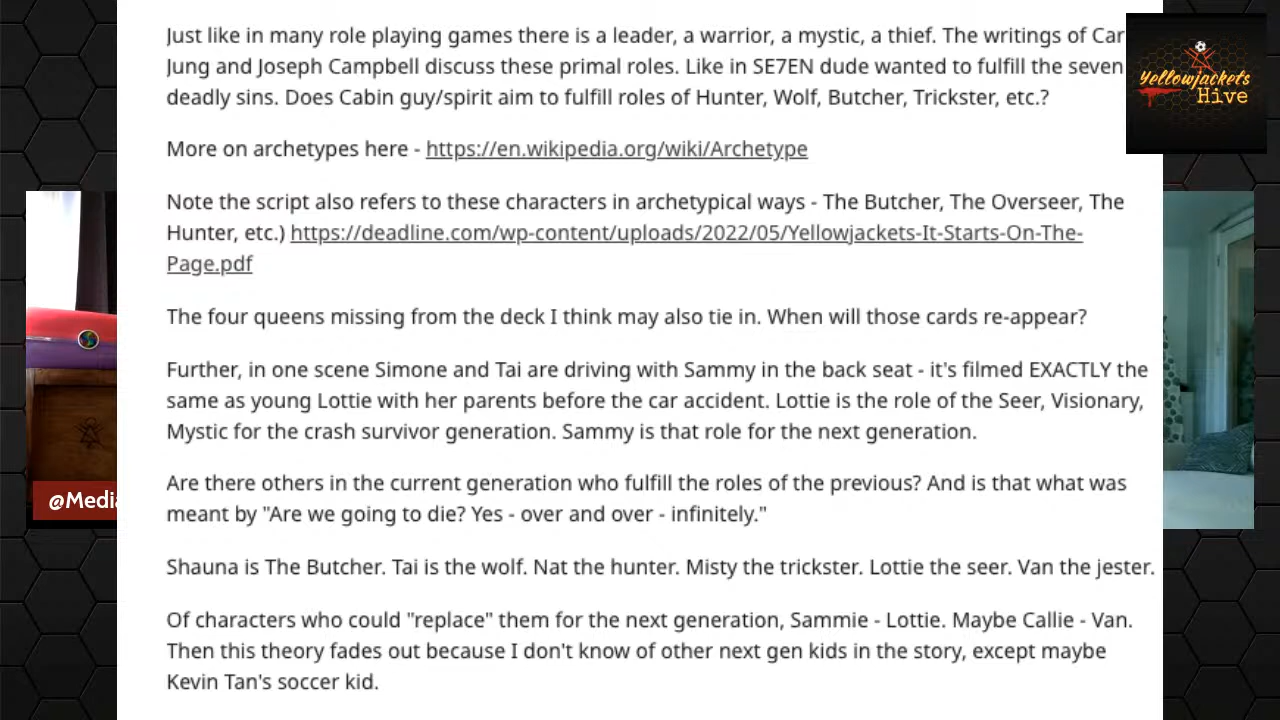 Just like in many role playing games there is a leader, a warrior, a mystic, a thief. The writings of Car
Jung and Joseph Campbell discuss these primal roles. Like in SE7EN dude wanted to fulfill the seven
deadly sins. Does Cabin guy/spirit aim to fulfill roles of Hunter, Wolf, Butcher, Trickster, etc.?
Yellowjackets
Hive
More on archetypes here - https://en.wikipedia.org/wiki/Archetype
Note the script also refers to these characters in archetypical ways - The Butcher, The Overseer, The
Hunter, etc.) https://deadline.com/wp-content/uploads/2022/05/Yellowjackets-It-Starts-On-The-
Page.pdf
The four queens missing from the deck I think may also tie in. When will those cards re-appear?
Further, in one scene Simone and Tai are driving with Sammy in the back seat - it's filmed EXACTLY the
same as young Lottie with her parents before the car accident. Lottie is the role of the Seer, Visionary,
Mystic for the crash survivor generation. Sammy is that role for the next generation.
Are there others in the current generation who fulfill the roles of the previous? And is that what was
meant by "Are we going to die? Yes - over and over - infinitely."
@Media
Shauna is The Butcher. Tai is the wolf. Nat the hunter. Misty the trickster. Lottie the seer. Van the jester.
Of characters who could "replace" them for the next generation, Sammie - Lottie. Maybe Callie - Van.
Then this theory fades out because I don't know of other next gen kids in the story, except maybe
Kevin Tan's soccer kid.